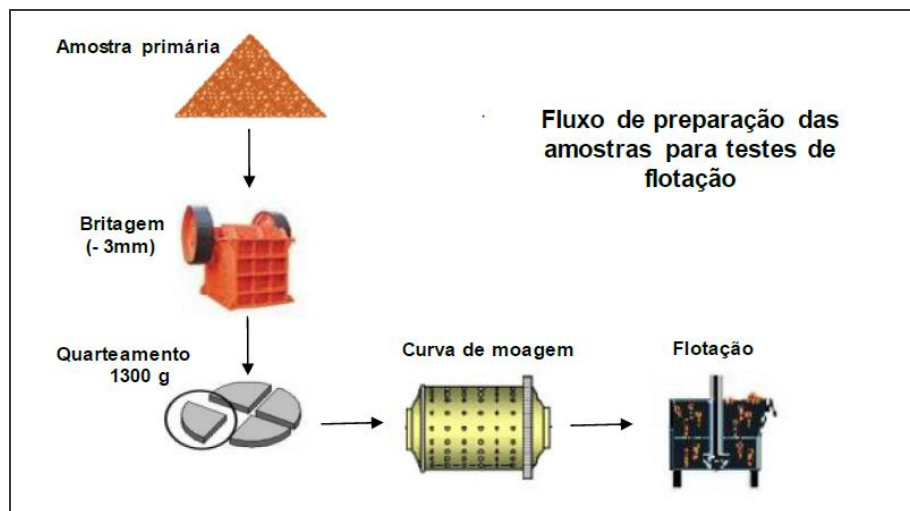 Amostra primária
Fluxo de preparação das
amostras para testes de
flotação
Britagem
(- 3mm)
Quarteamento
1300 g
Curva de moagem
Flotação